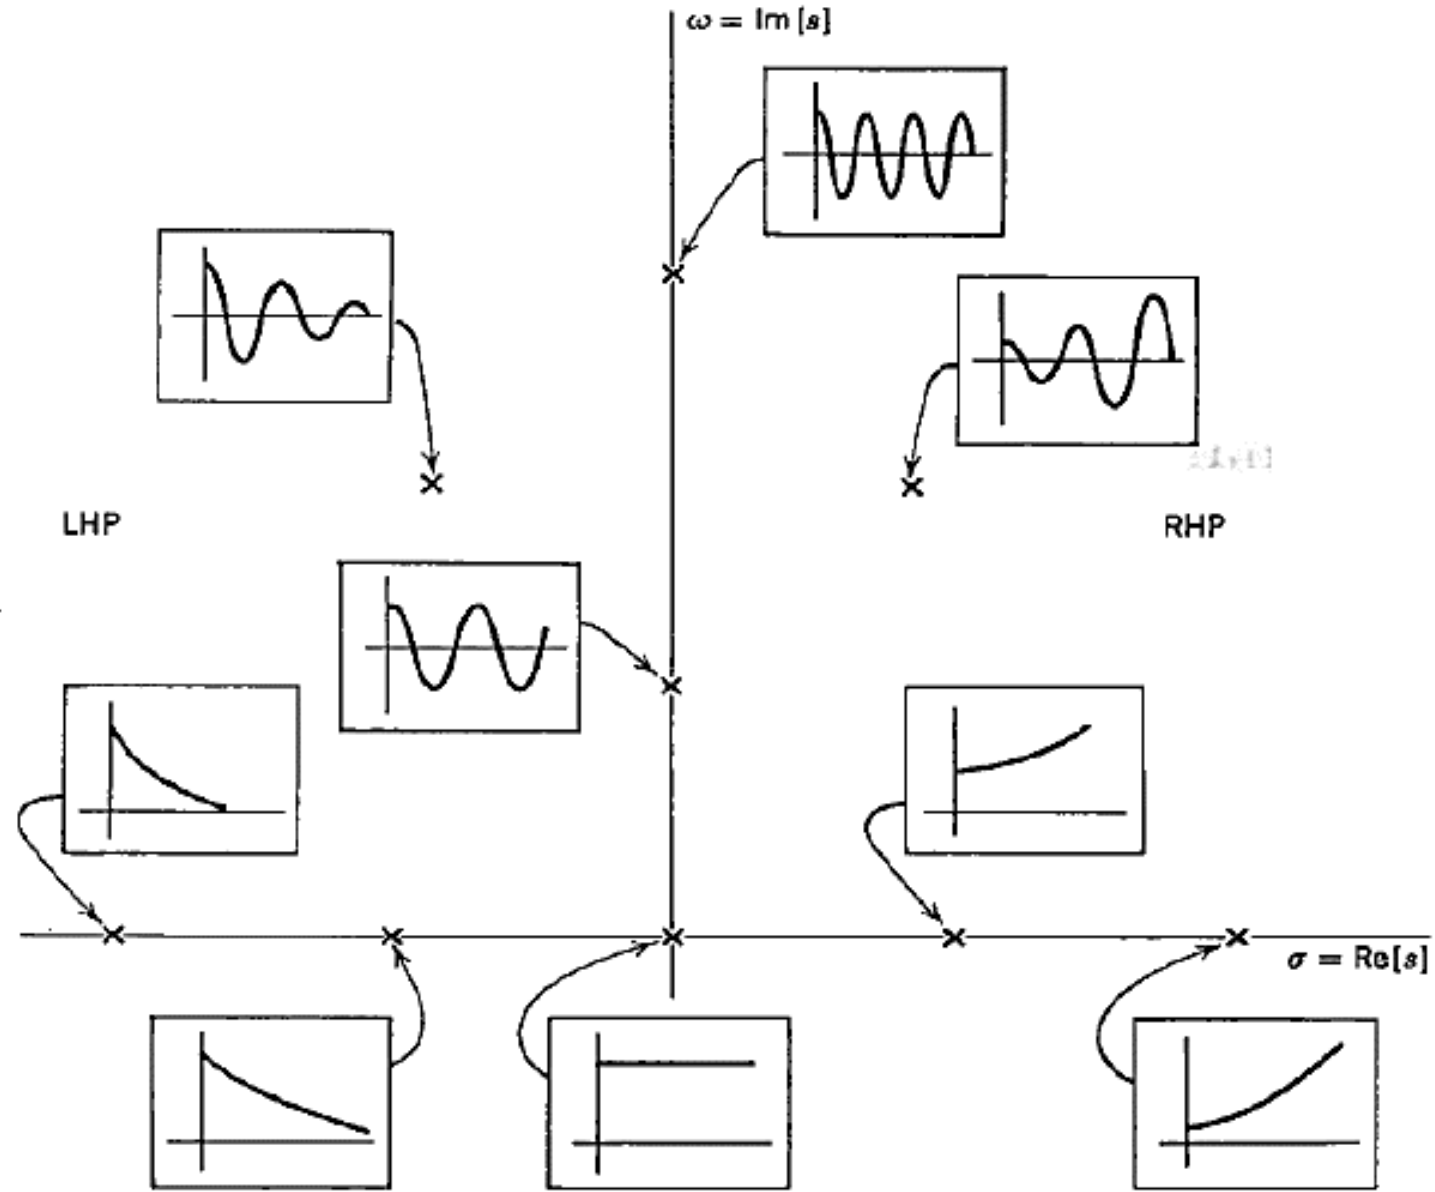 ω = Im [s]
LHP
RHP
σ = Re[s]